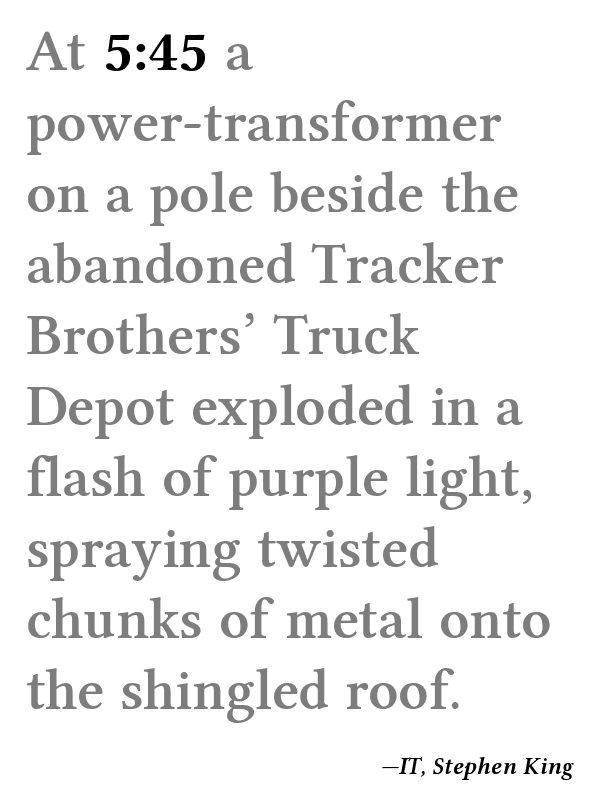 At 5:45 a
power-transformer
on a pole beside the
abandoned Tracker
Brothers’ Truck
Depot exploded in a
flash of purple light,
spraying twisted
chunks of metal onto
the shingled roof.
—IT, Stephen King